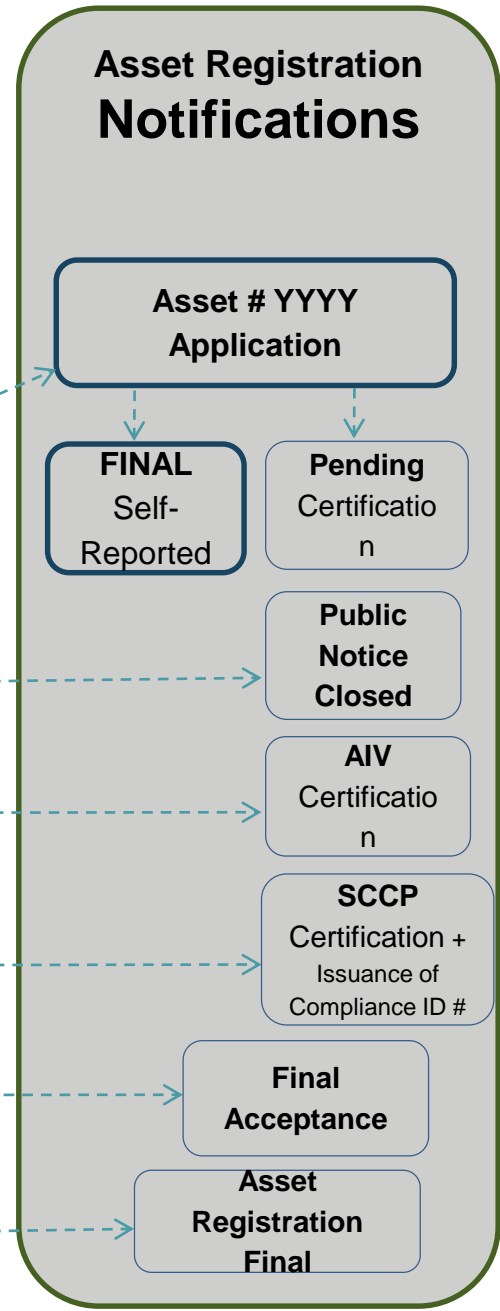 Asset Registration
Notifications
Asset # YYYY
Application
FINAL
Self-
Reported
Pending
Certificatio
n
Public
Notice
Closed
AIV
Certificatio
n
SCCP
Certification +
Issuance of
Compliance ID #
Final
Acceptance
Asset
Registration
Final